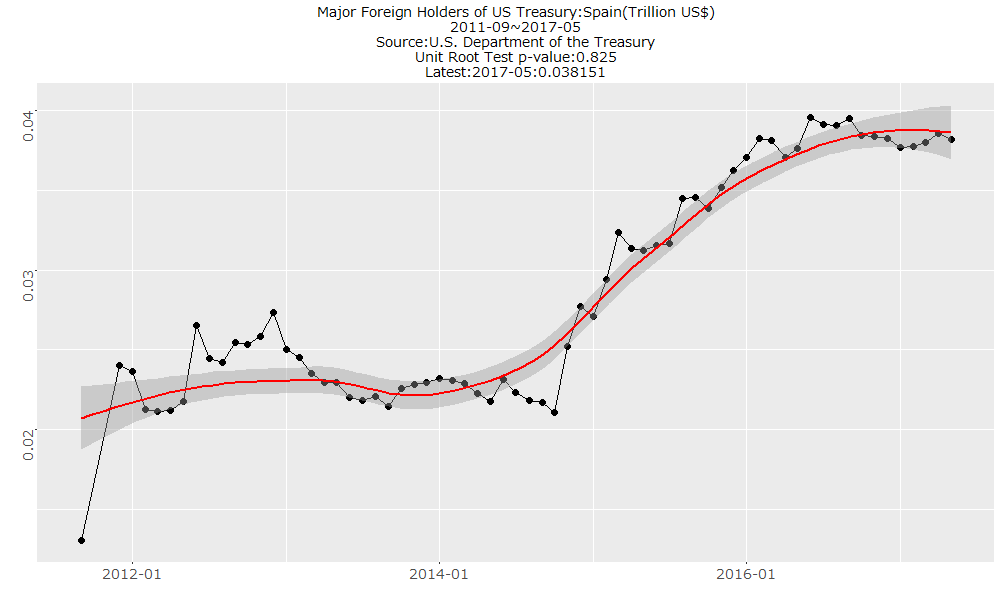 Major Foreign Holders of US Treasury:Spain(Trillion US$)
2011-09~2017-05
Source:U.S. Department of the Treasury
Unit Root Test p-value:0.825
Latest:2017-05:0.038151
0.04
0.03
0.02
2012-01
2014-01
2016-01